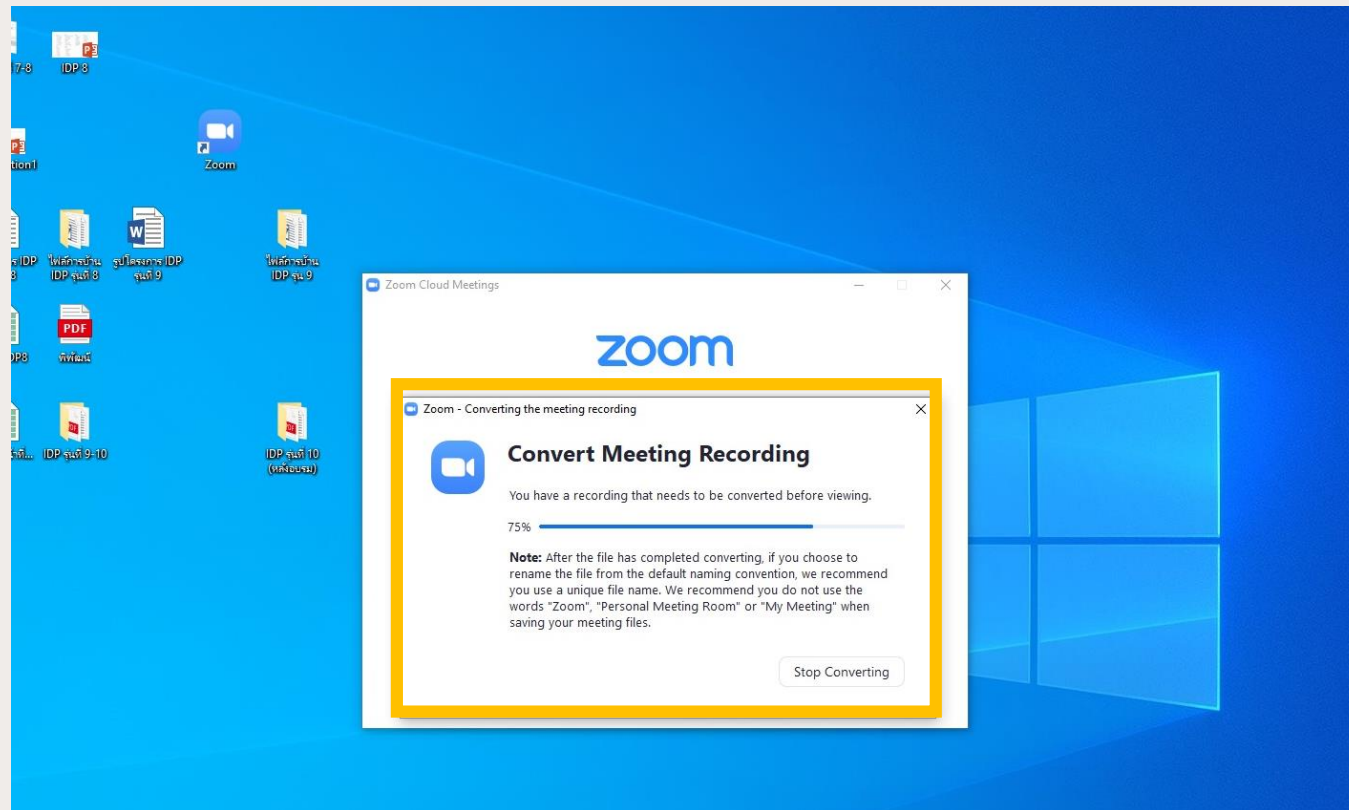 7-8
IDP 8
Zoom
IDP
ไฟล์การบ้าน
IDP รุ่นที่ 8
รูปโครงการ IDP
รุ่นที่ 9
ไฟล์การบ้าน
IDP รุ่น 9
PDF
IDP รุ่นที่ 9-10
IDP รุ่นที่ 10
(หลังอบรม)
Zoom Cloud Meetings
zoom
Zoom - Converting the meeting recording
Convert Meeting Recording
You have a recording that needs to be converted before viewing.
75%
Note: After the file has completed converting, if you choose to
rename the file from the default naming convention, we recommend
you use a unique file name. We recommend you do not use the
words "Zoom", "Personal Meeting Room" or "My Meeting" when
saving your meeting files.
Stop Converting